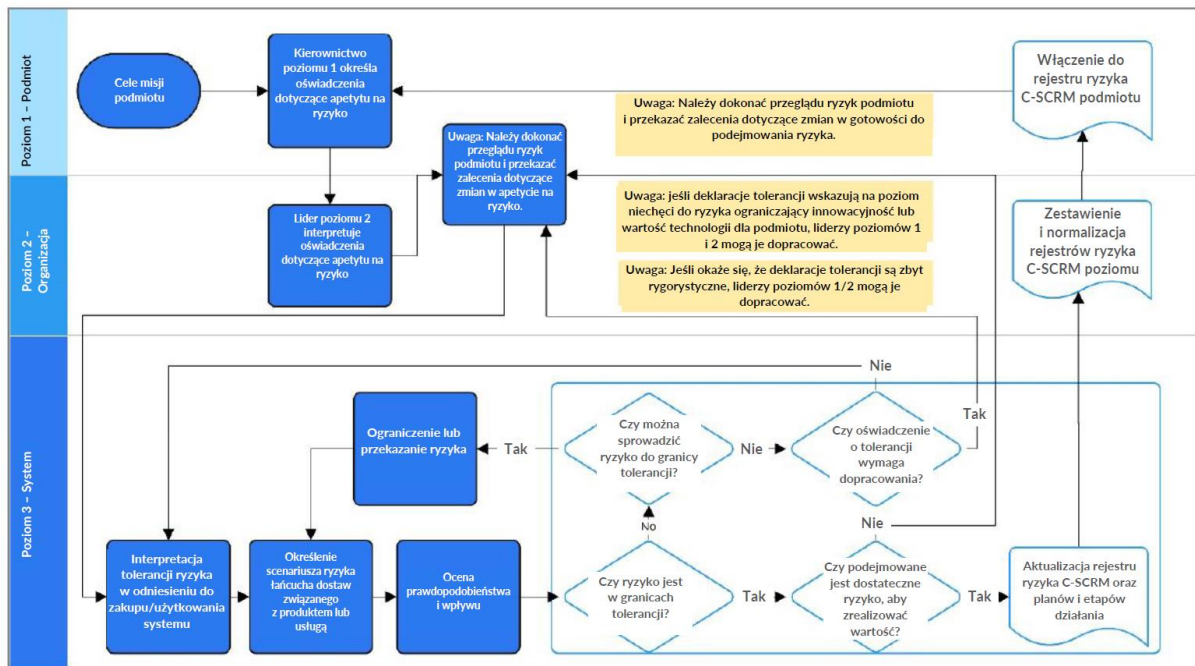 Poziom 1 – Podmiot
Cele misji
podmiotu
Kierownictwo
poziomu 1 określa
oświadczenia
dotyczące apetytu na
ryzyko
Uwaga: Należy dokonać
przeglądu ryzyk
podmiotu i przekazać
zalecenia dotyczące
zmian w apetycie na
ryzyko.
Uwaga: Należy dokonać przeglądu ryzyk podmiotu
i przekazać zalecenia dotyczące zmian w gotowości do
podejmowania ryzyka.
Włączenie do
rejestru ryzyka
C-SCRM podmiotu
Poziom 2 –
Organizacja
Lider poziomu 2
interpretuje
oświadczenia
dotyczące apetytu na
ryzyko
Uwaga: jeśli deklaracje tolerancji wskazują na poziom
niechęci do ryzyka ograniczający innowacyjność lub
wartość technologii dla podmiotu, liderzy poziomów 1
i 2 mogą je dopracować.
Uwaga: Jeśli okaże się, że deklaracje tolerancji są zbyt
rygorystyczne, liderzy poziomów 1/2 mogą je
dopracować.
Zestawienie
i normalizacja
rejestrów ryzyka
C-SCRM poziomu
Poziom 3 – System
Nie
Ograniczenie lub
przekazanie ryzyka
Tak
Czy można
sprowadzić
ryzyko do granicy
tolerancji?
Nie
Czy oświadczenie
o tolerancji
wymaga
dopracowania?
Tak
Interpretacja
tolerancji ryzyka
w odniesieniu do
zakupu/użytkowania
systemu
Określenie
scenariusza ryzyka
łańcucha dostaw
związanego
z produktem lub
usługą
Ocena
prawdopodobieństwa
i wpływu
No
Czy ryzyko jest
w granicach
tolerancji?
Tak
Nie
Czy podejmowane
jest dostateczne
ryzyko, aby
zrealizować
wartość?
Tak
Aktualizacja rejestru
ryzyka C-SCRM oraz
planów i etapów
działania